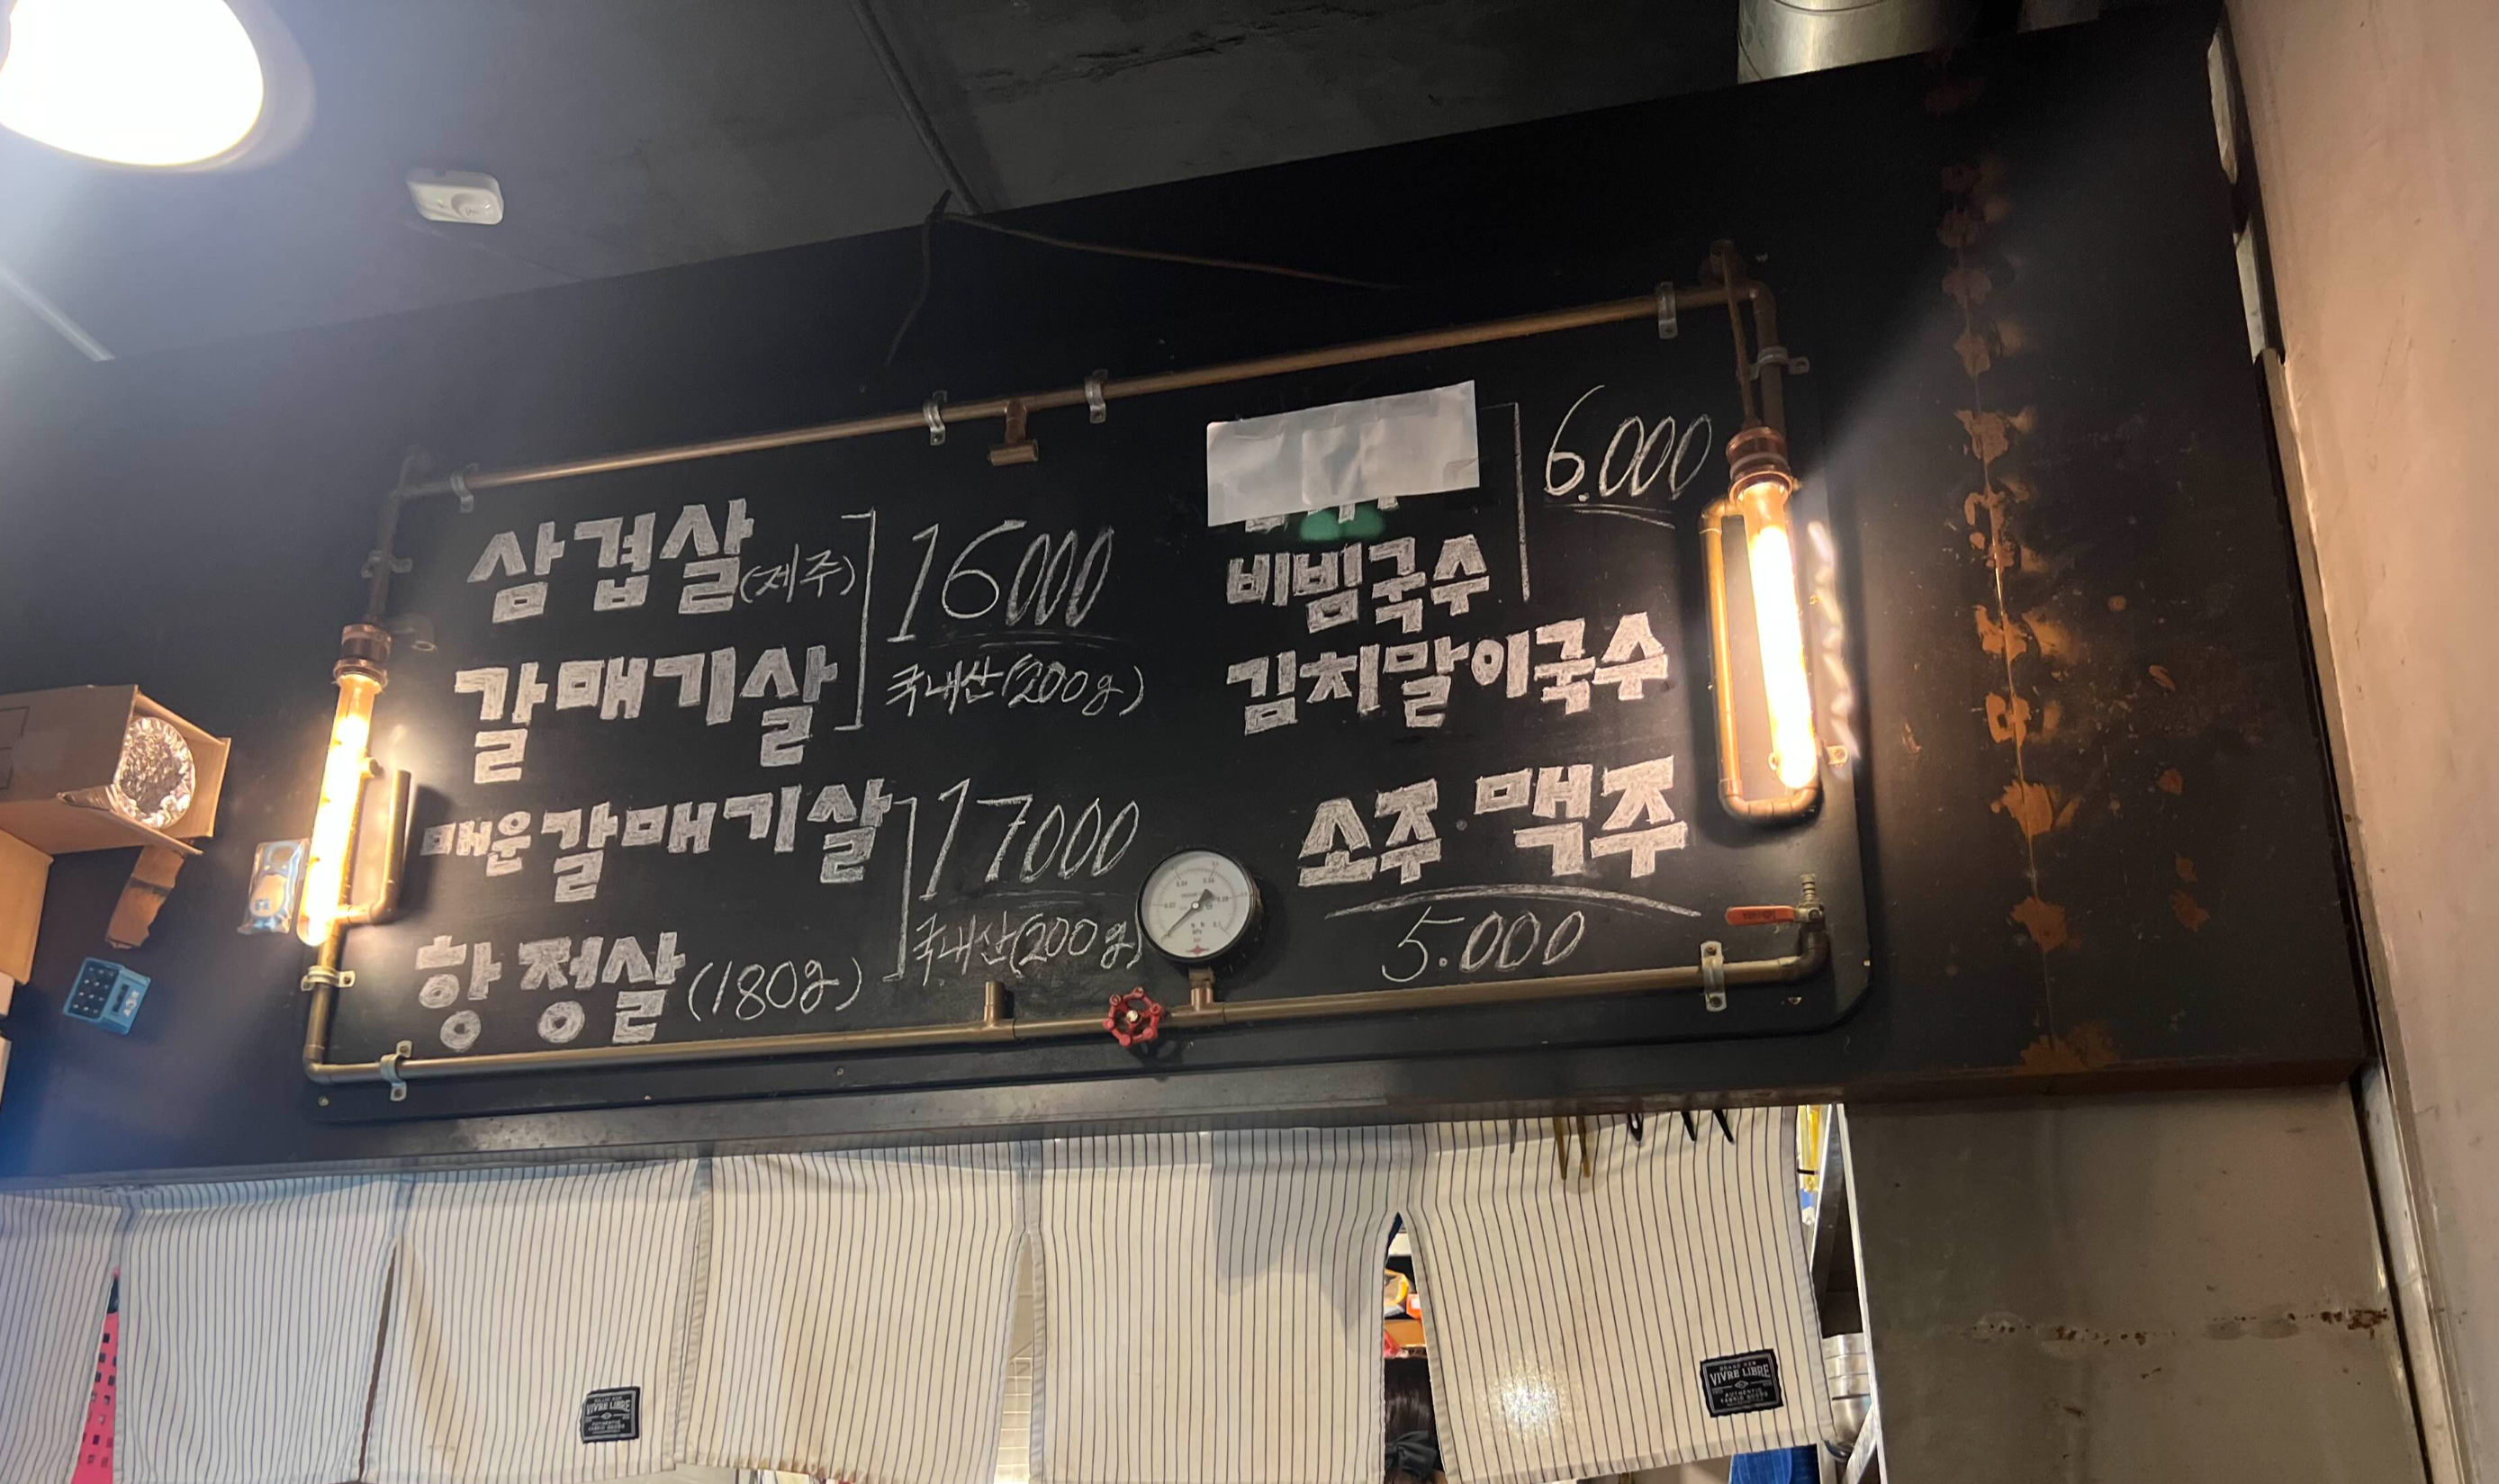 삼겹살(제주)
갈매기살
16000
국내산(200g)
매운갈매기살
항정살(180g)
17000
국내산(200g)
6.000
비빔국수
김치말이국수
소주 맥주
5.000
VIVRE LIBRE
AUTHENTIC
VIVRE LIBRE
AUTHENTIC